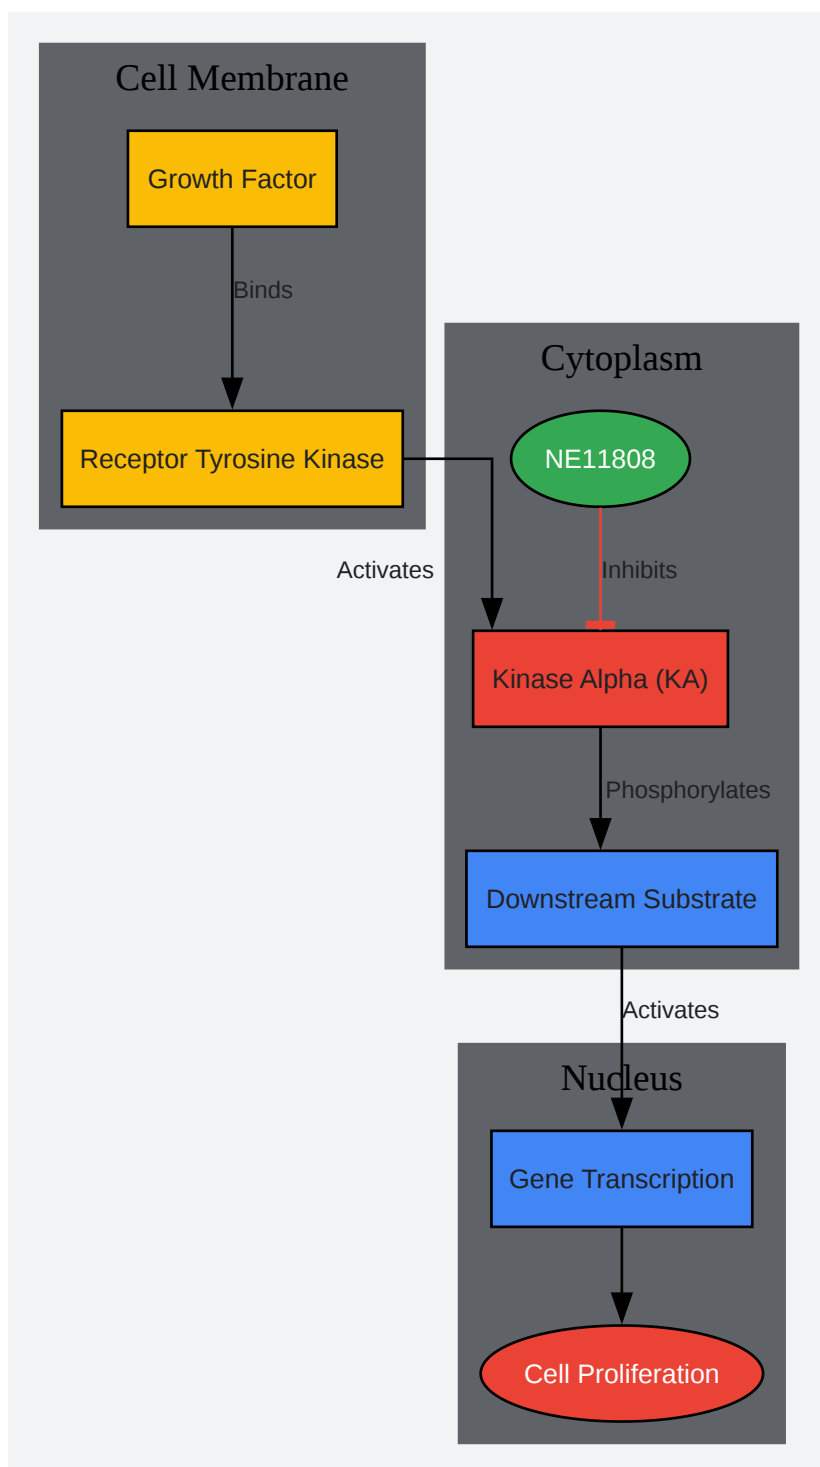 Cell Membrane
Growth Factor
Binds
Receptor Tyrosine Kinase
Cytoplasm
NE11808
Activates
Inhibits
Kinase Alpha (KA)
Phosphorylates
Downstream Substrate
Activates
Nucleus
Gene Transcription
Cell Proliferation